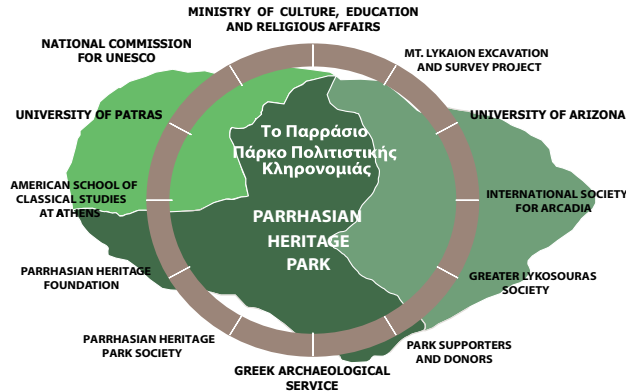 MINISTRY OF CULTURE, EDUCATION
AND RELIGIOUS AFFAIRS
NATIONAL COMMISSION
FOR UNESCO
MT. LYKAION EXCAVATION
AND SURVEY PROJECT
UNIVERSITY OF PATRAS
UNIVERSITY OF ARIZONA
Το Παρράσιο
Πάρκο Πολιτιστικής
Κληρονομιάς
AMERICAN SCHOOL OF
CLASSICAL STUDIES
AT ATHENS
INTERNATIONAL SOCIETY
FOR ARCADIA
PARRHASIAN
HERITAGE
PARK
PARRHASIAN HERITAGE
FOUNDATION
GREATER LYKOSOURAS
SOCIETY
PARRHASIAN HERITAGE
PARK SOCIETY
PARK SUPPORTERS
AND DONORS
GREEK ARCHAEOLOGICAL
SERVICE